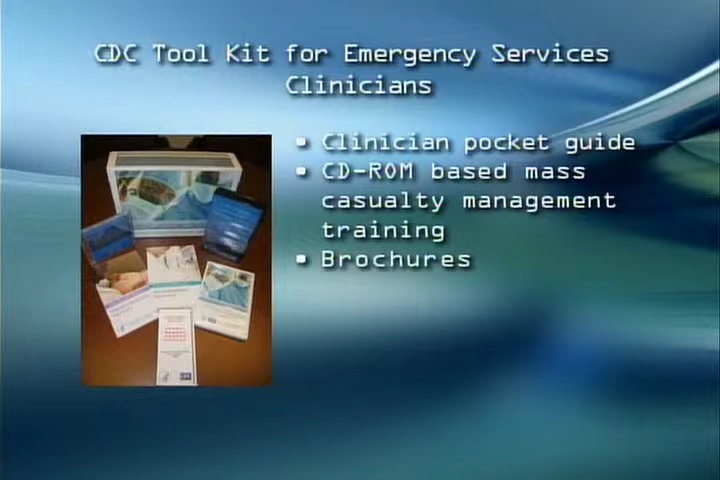 CDC Tool Kit for Emergency Services
Clinicians
• Clinician pocket guide
• CD-ROM based mass
casualty management
training
• Brochures